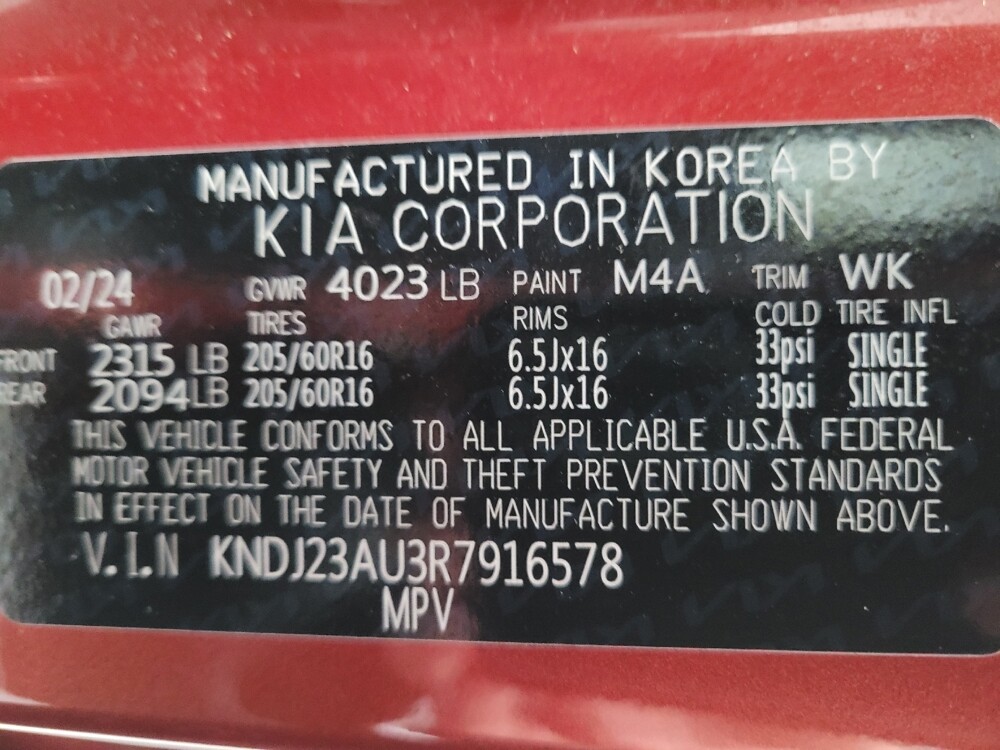 MANUFACTURED IN KOREA BY
KIA CORPORATION
02/24 GVWR 4023 LB PAINT M4A TRIM WK
GAWR TIRES RIMS COLD TIRE INFL
FRONT 2315 LB 205/60R16 6.5Jx16 33psi SINGLE
REAR 2094LB 205/60R16 6.5Jx16 33psi SINGLE
THIS VEHICLE CONFORMS TO ALL APPLICABLE U.S.A. FEDERAL
MOTOR VEHICLE SAFETY AND THEFT PREVENTION STANDARDS
IN EFFECT ON THE DATE OF MANUFACTURE SHOWN ABOVE.
V.I.N KNDJ23AU3R7916578
MPV